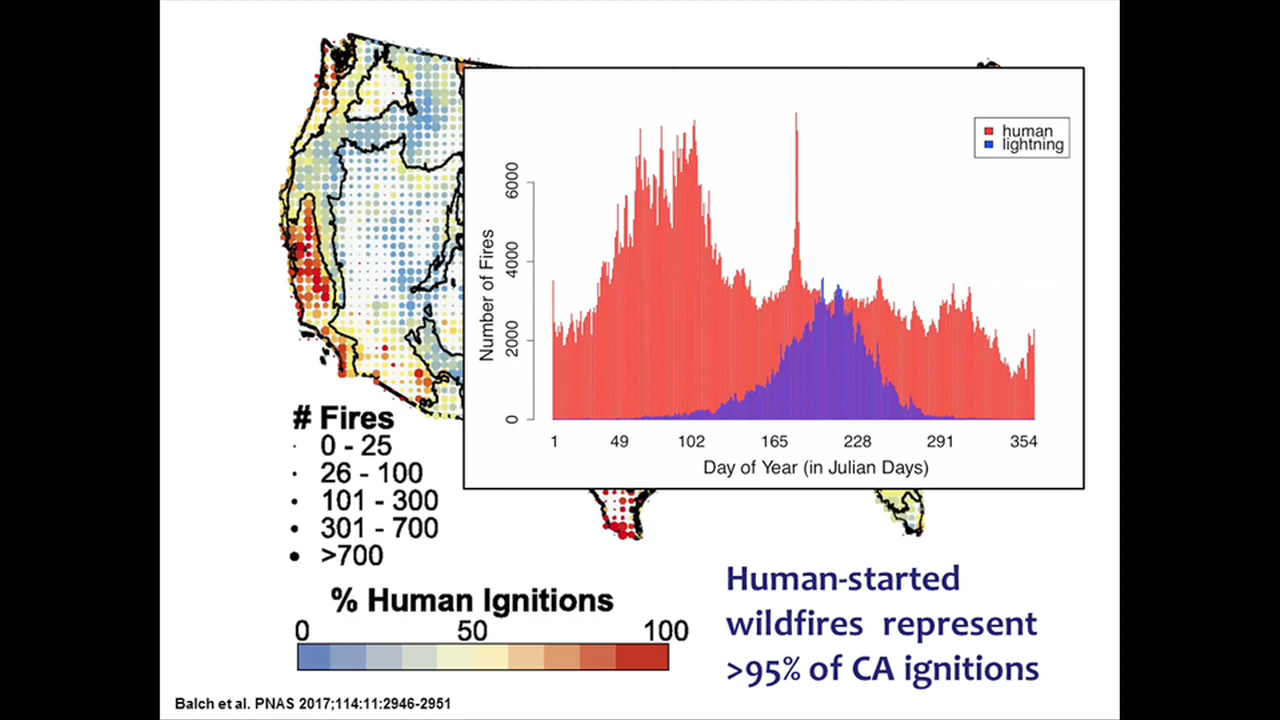 human
lightning
Number of Fires
6000
4000
2000
0
1 49 102 165 228 291 354
Day of Year (in Julian Days)
# Fires
0 - 25
26 - 100
101 - 300
301 - 700
>700
% Human Ignitions
0 50 100
Human-started
wildfires represent
>95% of CA ignitions
Balch et al. PNAS 2017;114:11:2946-2951